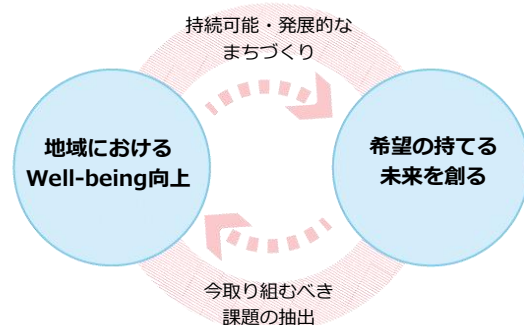 持続可能・発展的な
まちづくり
地域における
Well-being向上
希望の持てる
未来を創る
今取り組むべき
課題の抽出